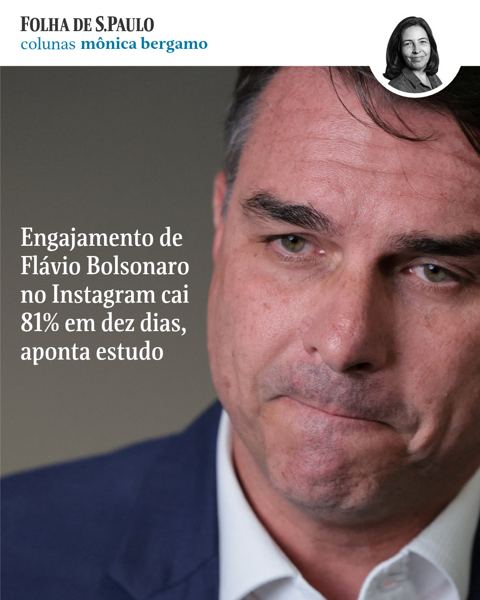 FOLHA DE S.PAULO
colunas mônica bergamo
Engajamento de
Flávio Bolsonaro
no Instagram cai
81% em dez dias,
aponta estudo